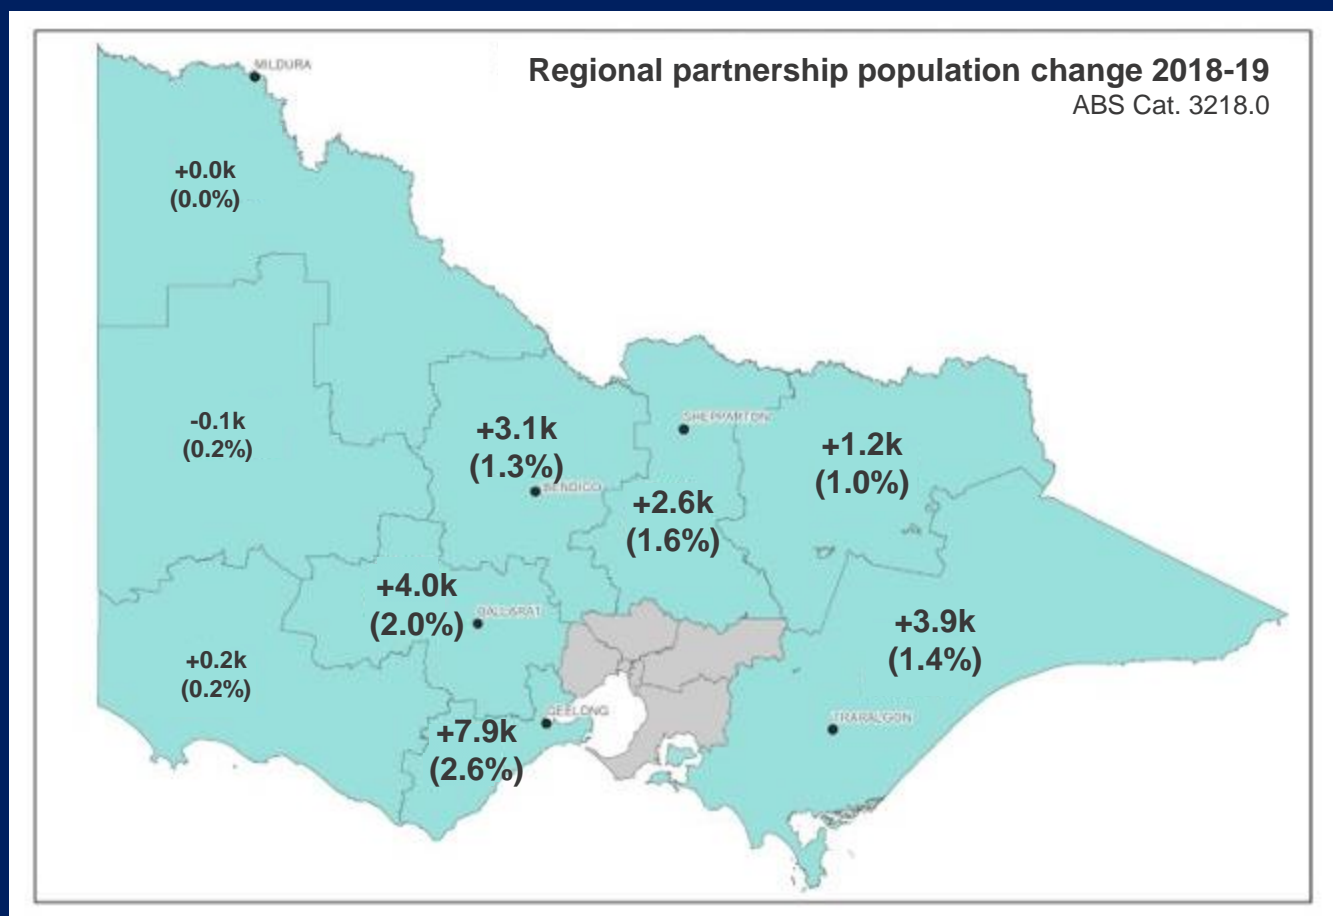 Regional partnership population change 2018-19
ABS Cat. 3218.0
MILDURA
+0.0k
(0.0%)
-0.1k
(0.2%)
+3.1k
(1.3%)
BENDIGO
SHEPPARTON
+2.6k
(1.6%)
+1.2k
(1.0%)
+4.0k
(2.0%)
BALLARAT
+3.9k
(1.4%)
+0.2k
(0.2%)
GEELONG
+7.9k
(2.6%)
TRARALGON